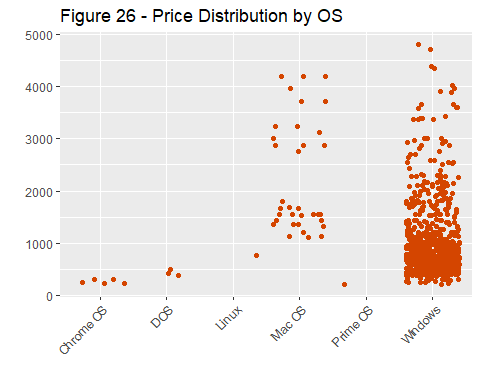 Figure 26 - Price Distribution by OS
5000
4000
3000
2000
1000
0
Chrome OS
DOS
Linux
Mac OS
Prime OS
Windows